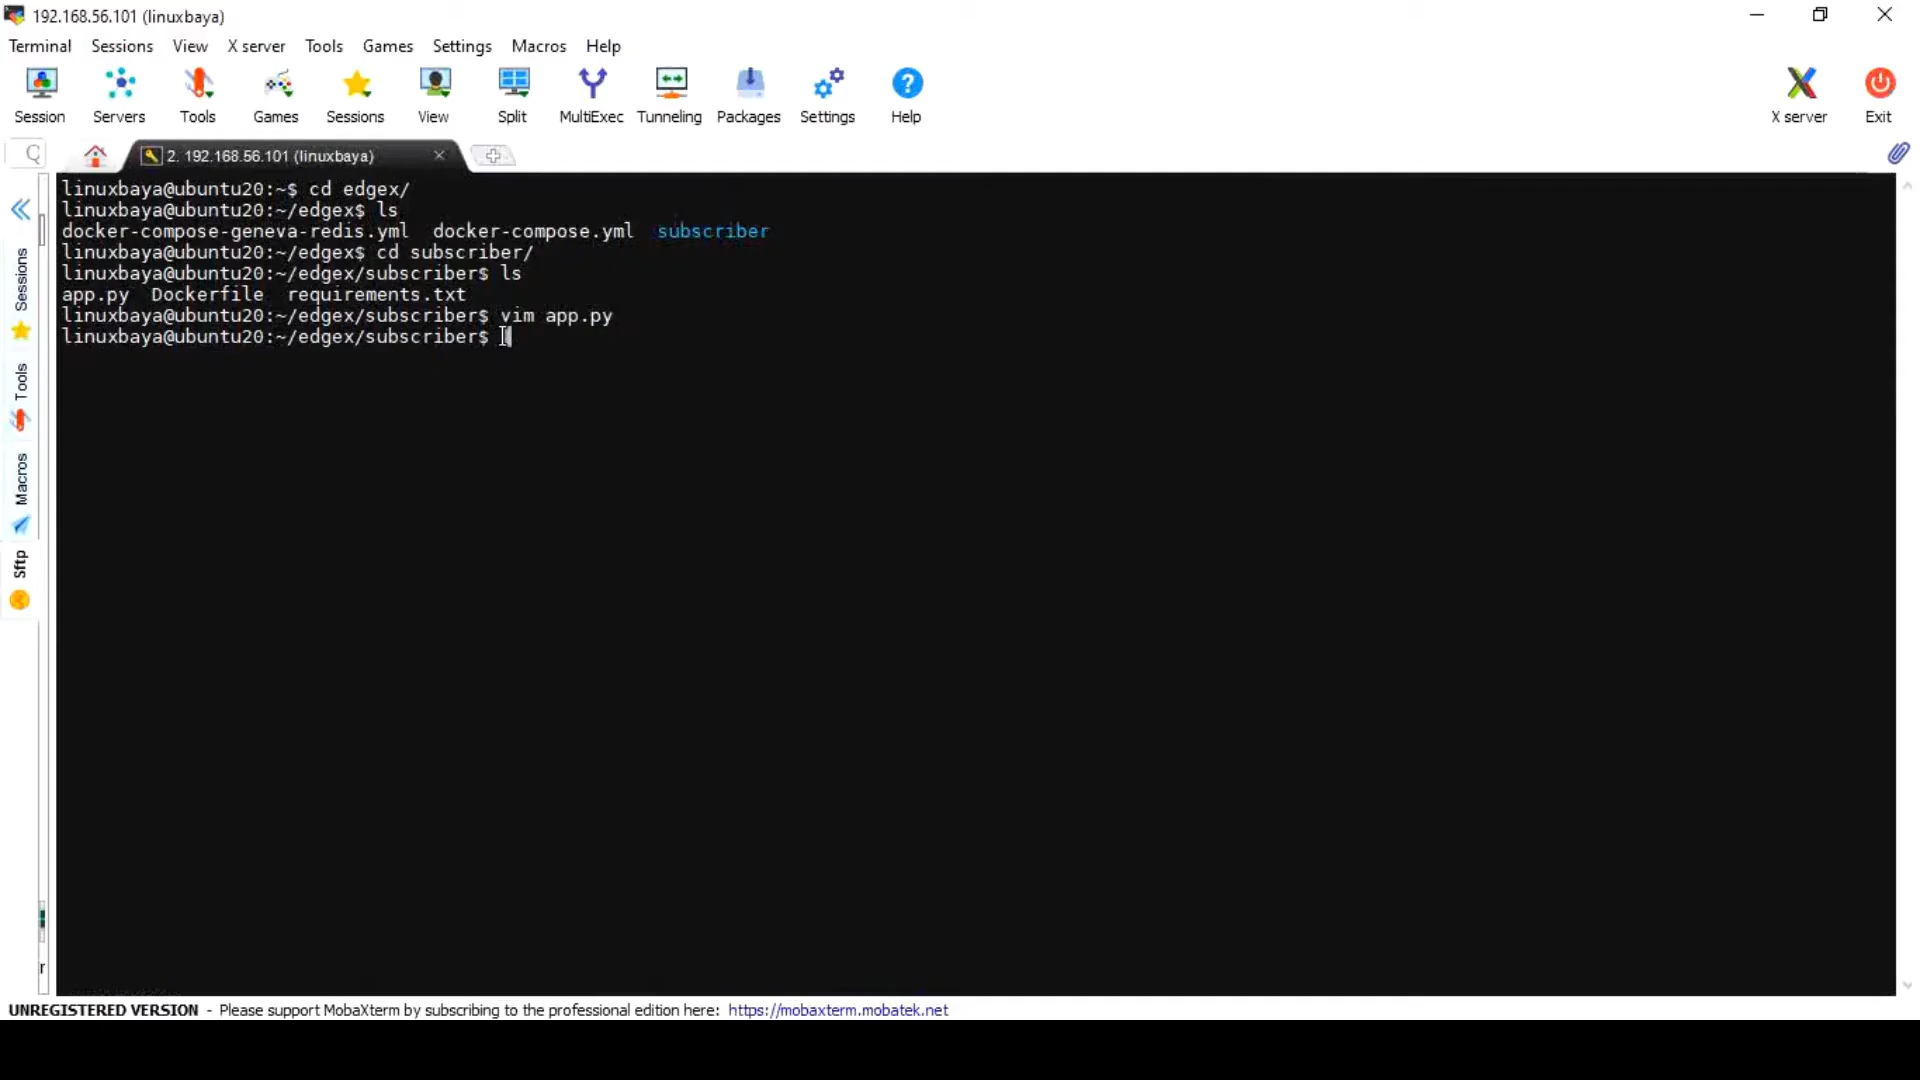 192.168.56.101 (linuxbaya)
Terminal Sessions View X server Tools Games Settings Macros Help
Session Servers Tools Games Sessions View Split MultiExec Tunneling Packages Settings Help X server Exit
2. 192.168.56.101 (linuxbaya)
linuxbaya@ubuntu20:~$ cd edgex/
linuxbaya@ubuntu20:~/edgex$ ls
docker-compose-geneva-redis.yml docker-compose.yml subscriber
linuxbaya@ubuntu20:~/edgex$ cd subscriber/
linuxbaya@ubuntu20:~/edgex/subscriber$ ls
app.py Dockerfile requirements.txt
linuxbaya@ubuntu20:~/edgex/subscriber$ vim app.py
linuxbaya@ubuntu20:~/edgex/subscriber$
Sessions
Tools
Macros
Sftp
r
UNREGISTERED VERSION - Please support MobaXterm by subscribing to the professional edition here: https://mobaxterm.mobatek.net